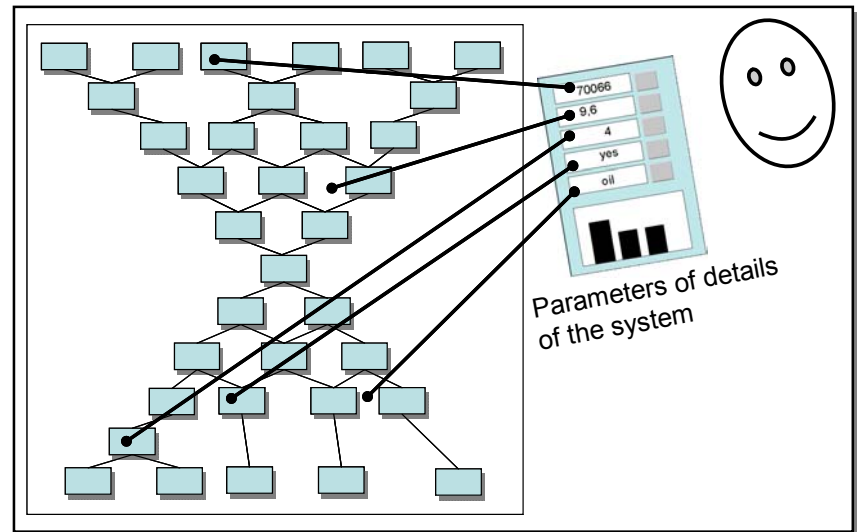 70066
9,6
4
yes
oil
Parameters of details
of the system